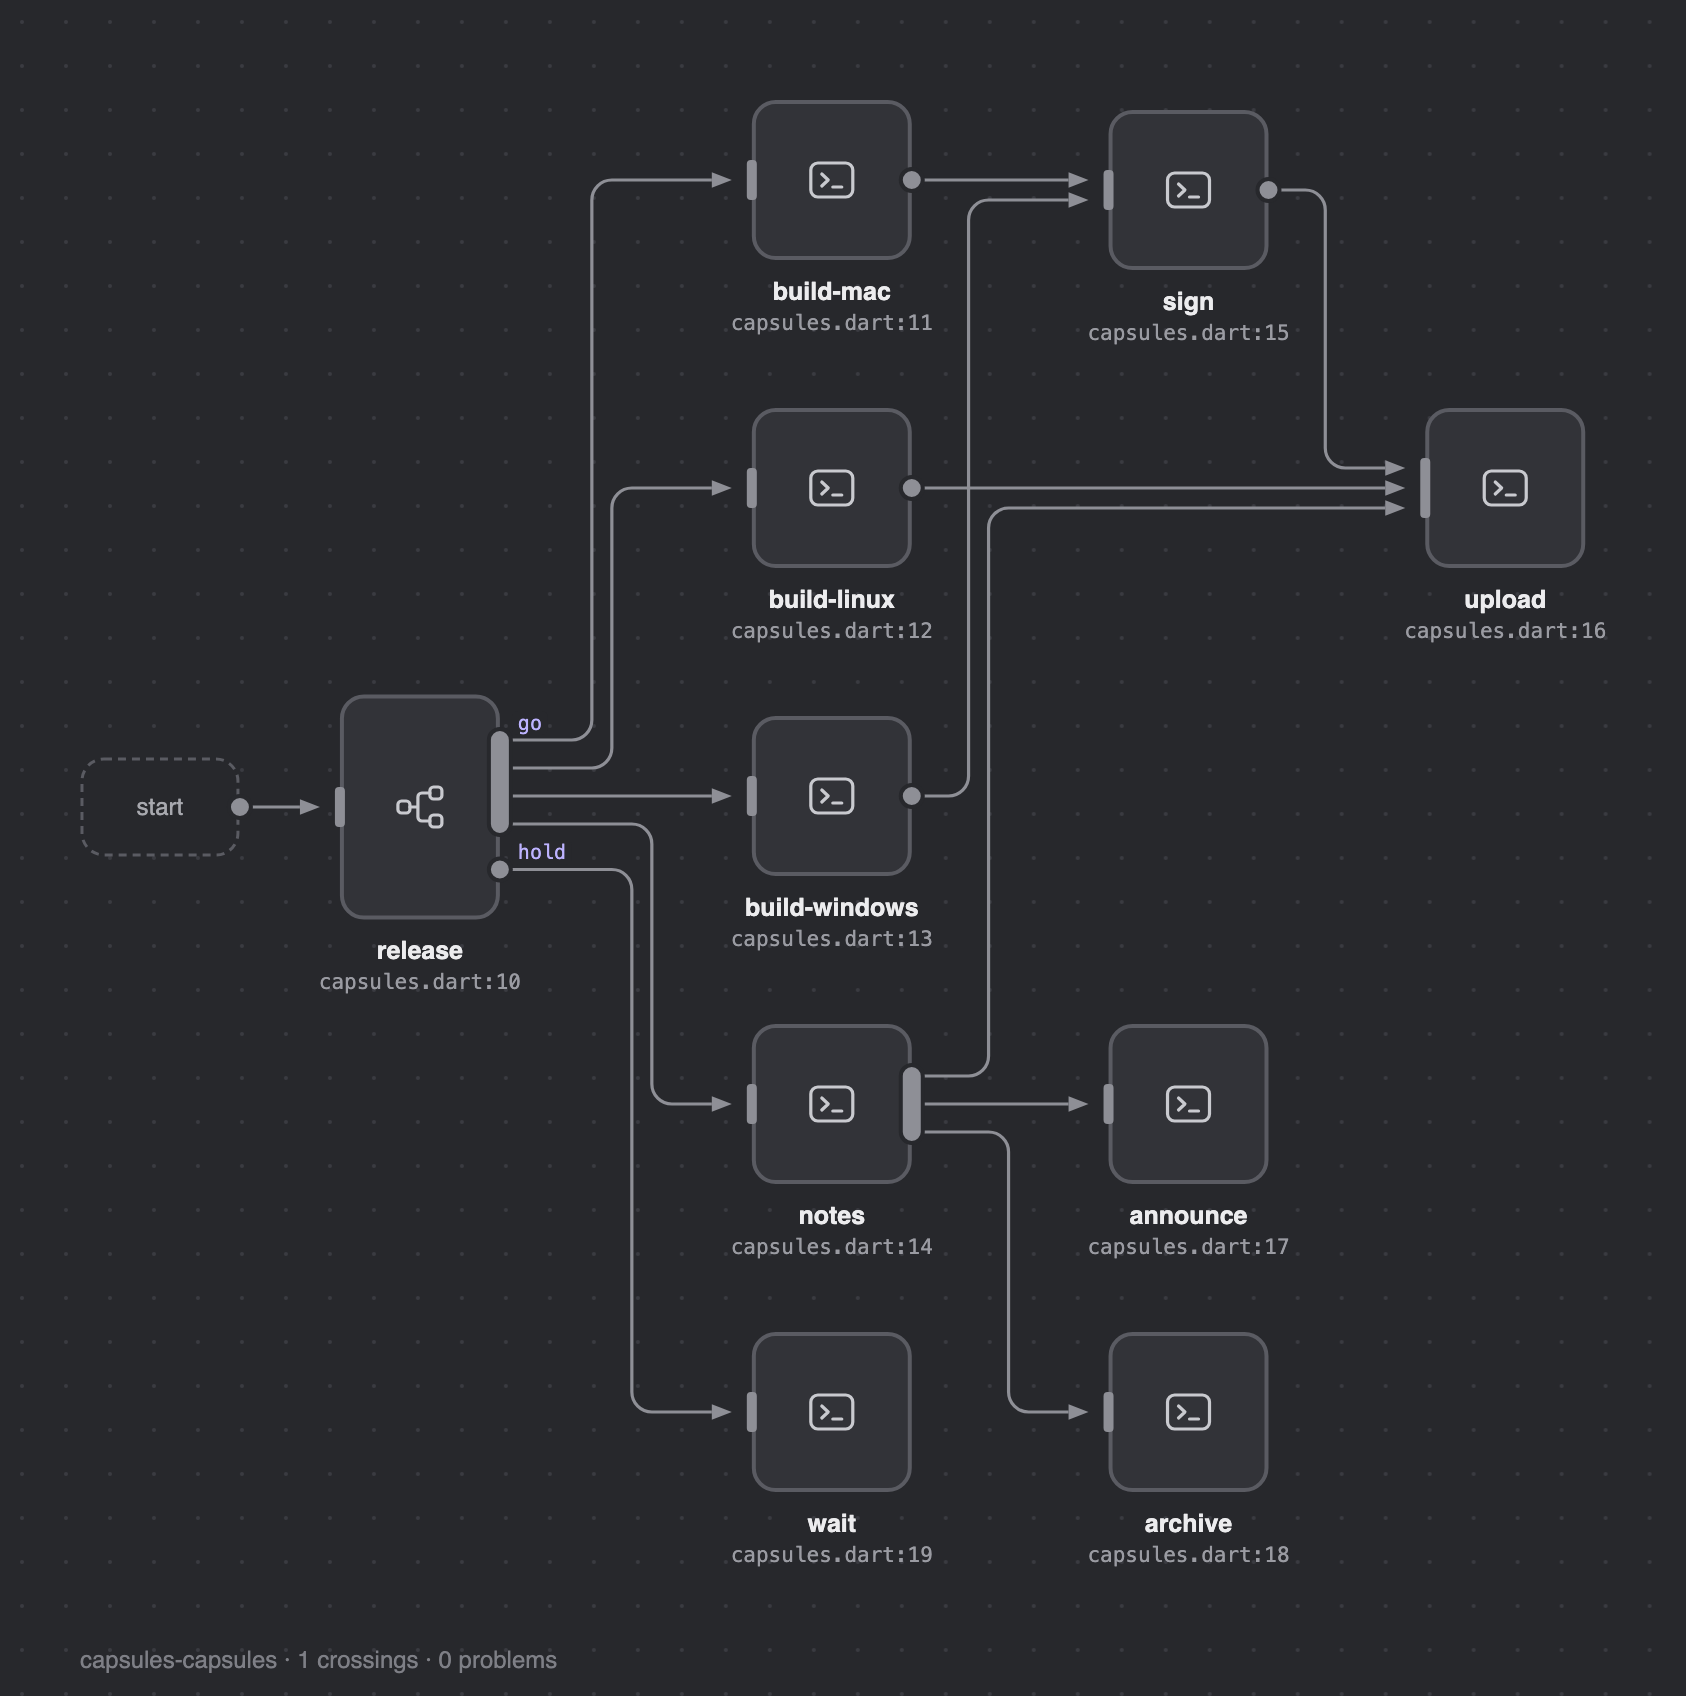 build-mac
capsules.dart:11
sign
capsules.dart:15
build-linux
capsules.dart:12
upload
capsules.dart:16
go
start
hold
release
capsules.dart:10
build-windows
capsules.dart:13
notes
capsules.dart:14
announce
capsules.dart:17
wait
capsules.dart:19
archive
capsules.dart:18
capsules-capsules · 1 crossings · 0 problems